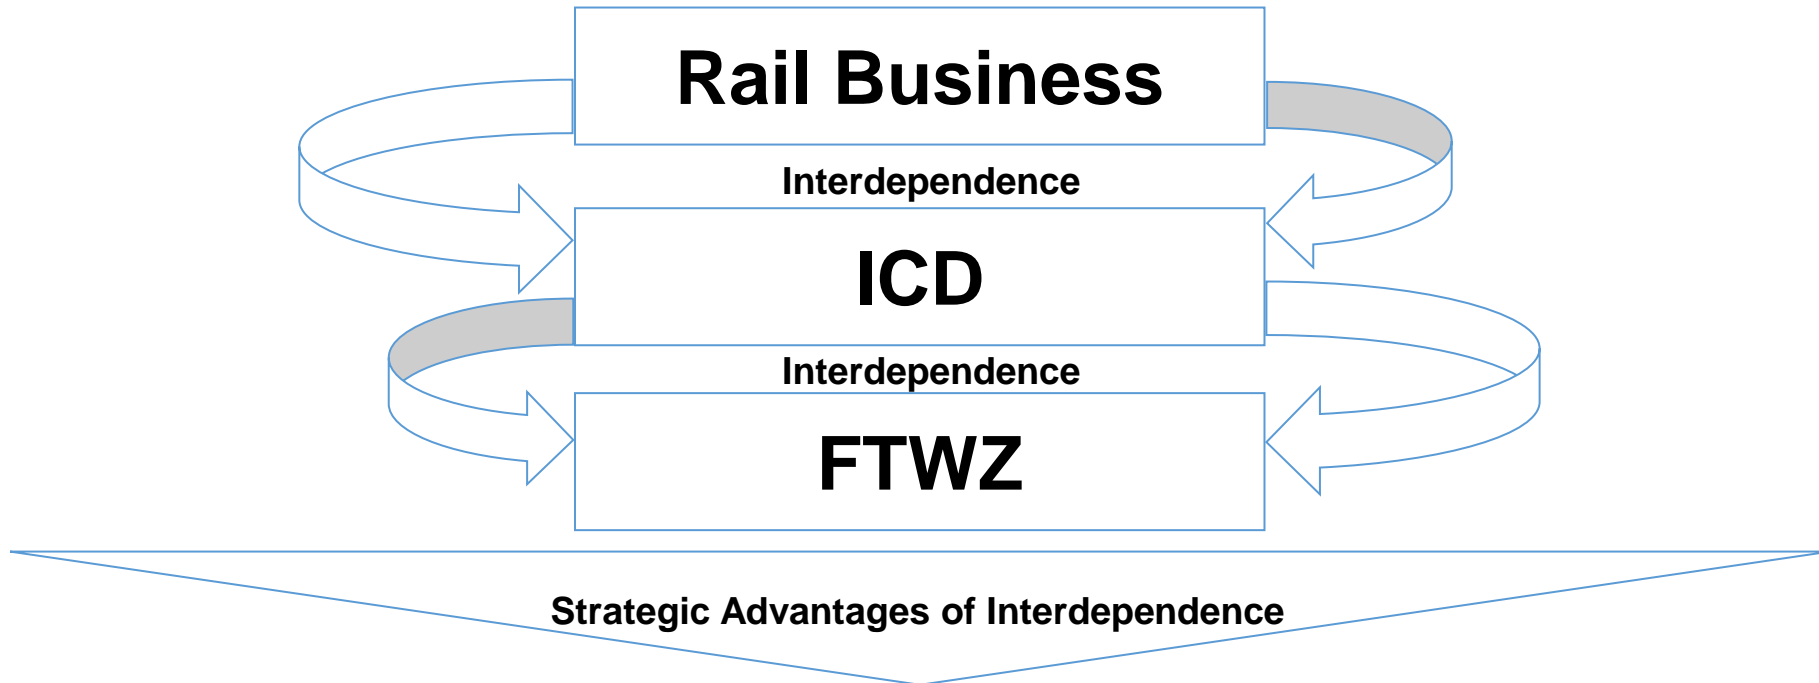 Rail Business
Interdependence
ICD
Interdependence
FTWZ
Strategic Advantages of Interdependence